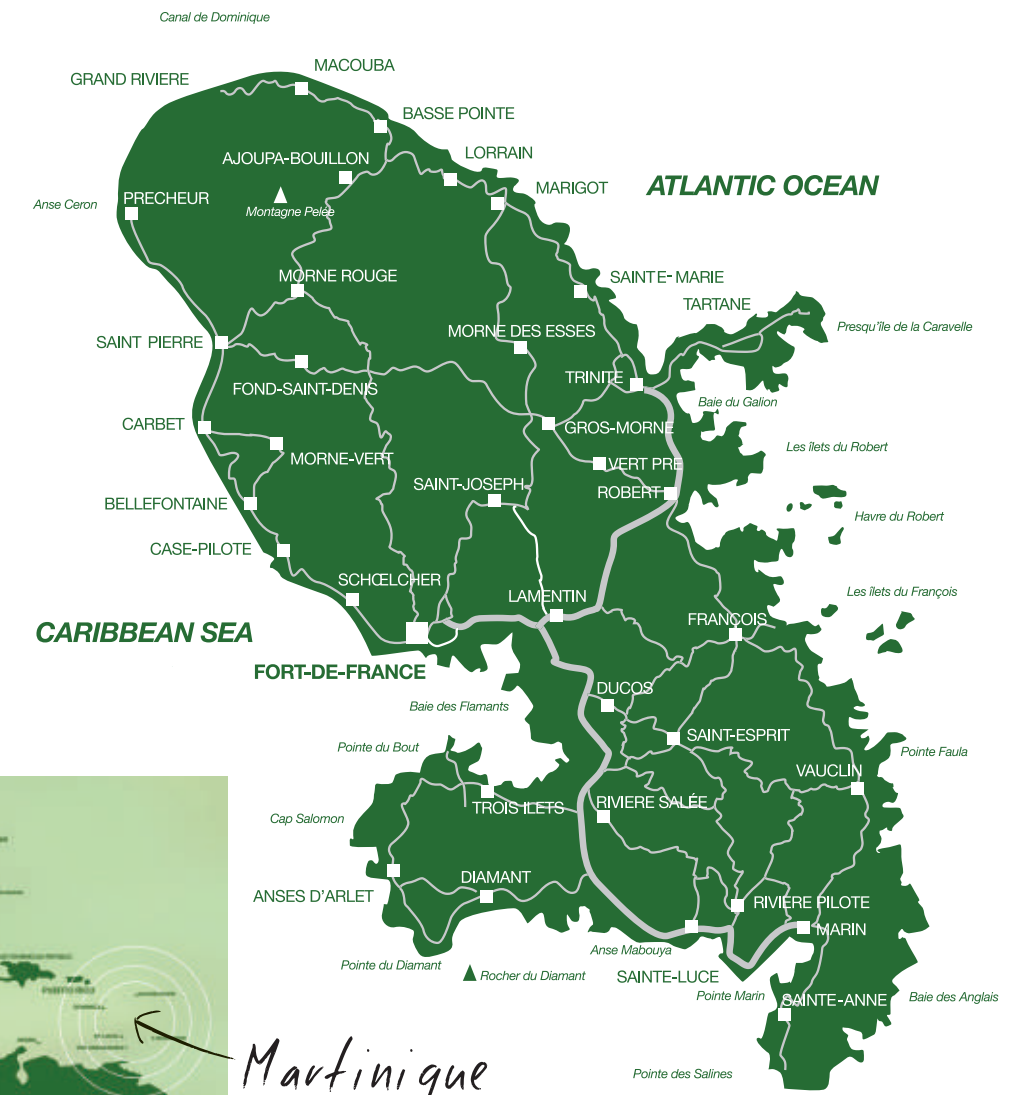 Canal de Dominique
MACOUBA
GRAND RIVIERE
BASSE POINTE
LORRAIN
AJOUPA-BOUILLON
MARIGOT
ATLANTIC OCEAN
PRECHEUR
Anse Ceron
Montagne Pelée
MORNE ROUGE
SAINTE-MARIE
TARTANE
Presqu'île de la Caravelle
MORNE DES ESSES
SAINT PIERRE
TRINITE
FOND-SAINT-DENIS
Baie du Galion
CARBET
GROS-MORNE
Les îlets du Robert
MORNE-VERT
VERT PRE
SAINT-JOSEPH
ROBERT
BELLEFONTAINE
Havre du Robert
CASE-PILOTE
SCHŒLCHER
Les îlets du François
LAMENTIN
FRANCOIS
CARIBBEAN SEA
FORT-DE-FRANCE
DUCOS
Baie des Flamants
SAINT-ESPRIT
Pointe du Bout
Pointe Faula
VAUCLIN
TROIS ILETS
RIVIERE SALÉE
Cap Salomon
DIAMANT
ANSES D'ARLET
RIVIERE PILOTE
MARIN
Anse Mabouya
Pointe du Diamant
Rocher du Diamant
SAINTE-LUCE
Pointe Marin
SAINTE-ANNE
Baie des Anglais
PUERTO RICO
Martinique
Pointe des Salines